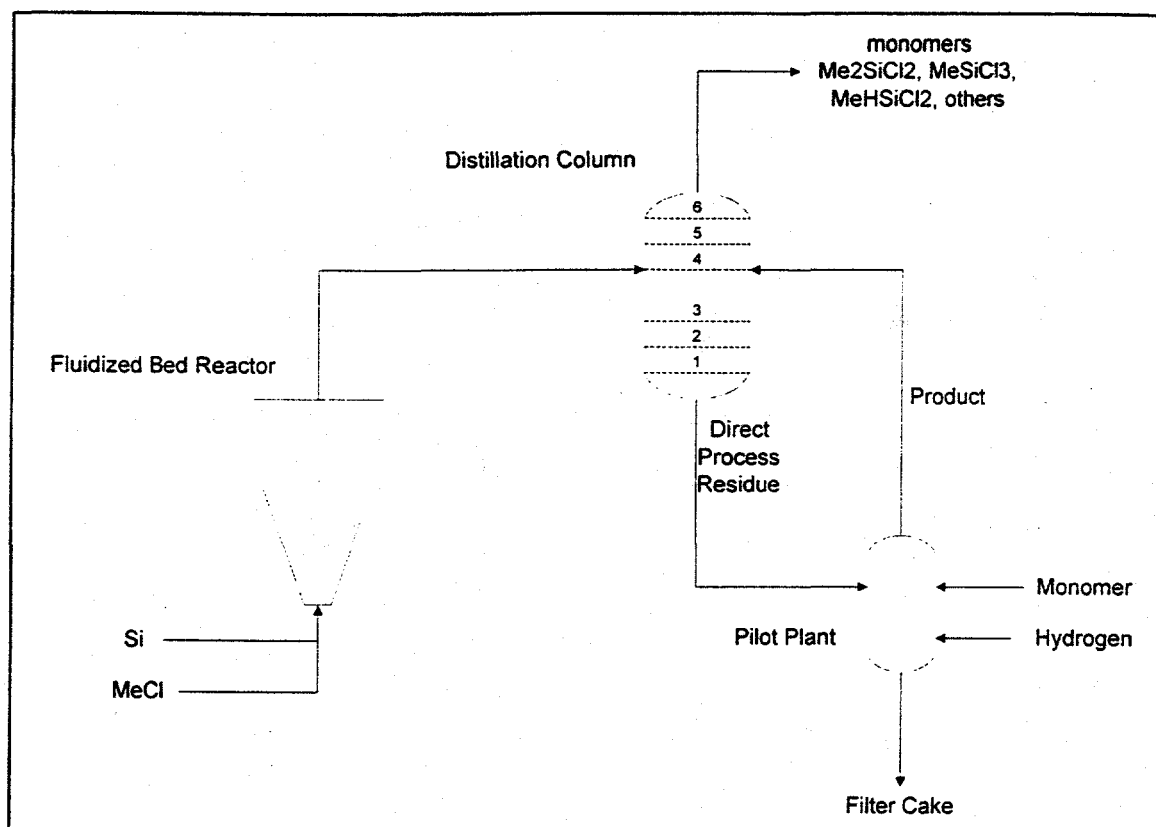 monomers
Me2SiCl2, MeSiCl3,
MeHSiCl2, others
Distillation Column
6
5
4
3
2
1
Fluidized Bed Reactor
Product
Direct
Process
Residue
Monomer
Si
Pilot Plant
Hydrogen
MeCl
Filter Cake